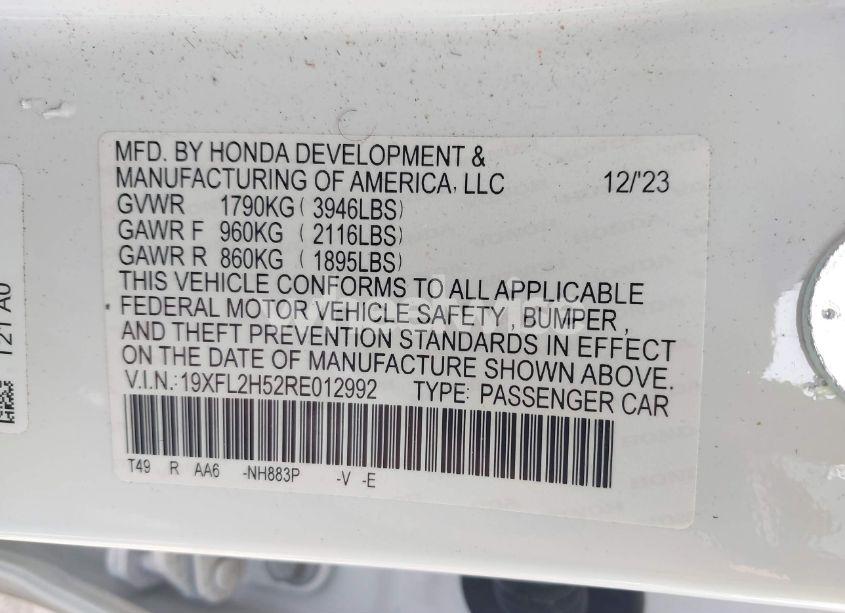 MFD. BY HONDA DEVELOPMENT &
MANUFACTURING OF AMERICA, LLC 12/'23
GVWR 1790KG ( 3946LBS)
GAWR F 960KG ( 2116LBS)
GAWR R 860KG ( 1895LBS)
THIS VEHICLE CONFORMS TO ALL APPLICABLE
FEDERAL MOTOR VEHICLE SAFETY, BUMPER,
AND THEFT PREVENTION STANDARDS IN EFFECT
ON THE DATE OF MANUFACTURE SHOWN ABOVE.
V.I.N.: 19XFL2H52RE012992 TYPE: PASSENGER CAR
T49 R AA6 -NH883P -V -E
T21 A0